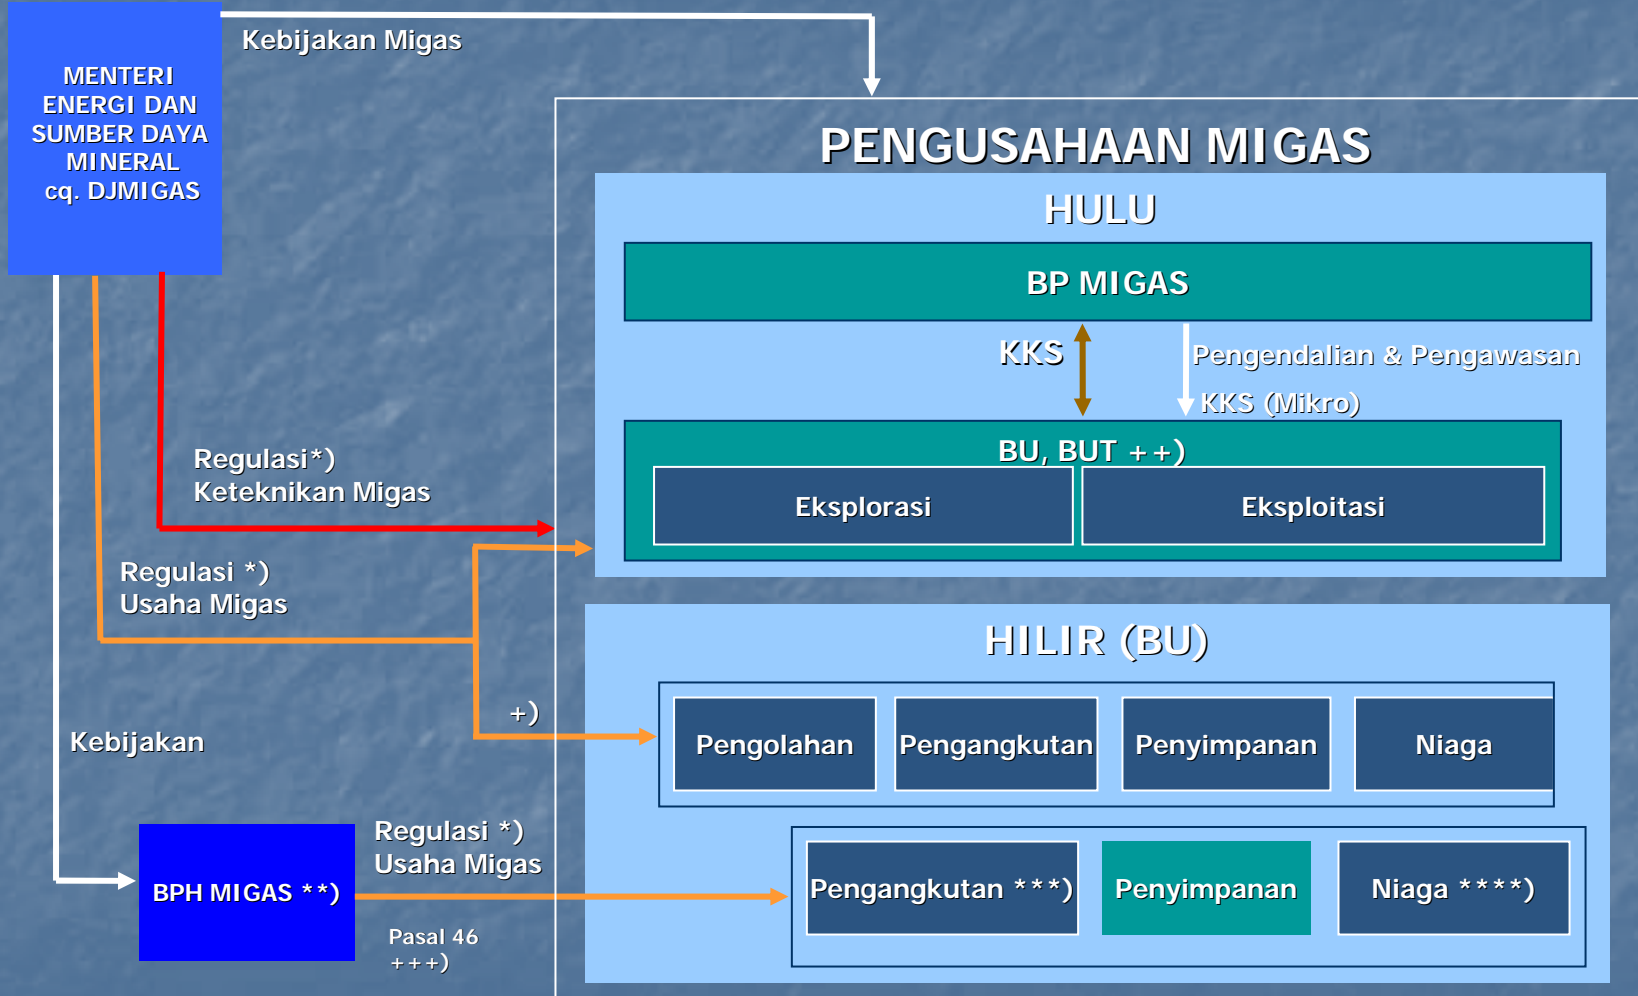 Kebijakan Migas
MENTERI
ENERGI DAN
SUMBER DAYA
MINERAL
cq. DJMIGAS
PENGUSAHAAN MIGAS
HULU
BP MIGAS
KKS
Pengendalian & Pengawasan
KKS (Mikro)
BU, BUT ++)
Eksplorasi
Eksploitasi
Regulasi*)
Keteknikan Migas
Regulasi *)
Usaha Migas
HILIR (BU)
+)
Pengolahan
Pengangkutan
Penyimpanan
Niaga
Kebijakan
BPH MIGAS **)
Regulasi *)
Usaha Migas
Pasal 46
+++)
Pengangkutan ***)
Penyimpanan
Niaga ****)